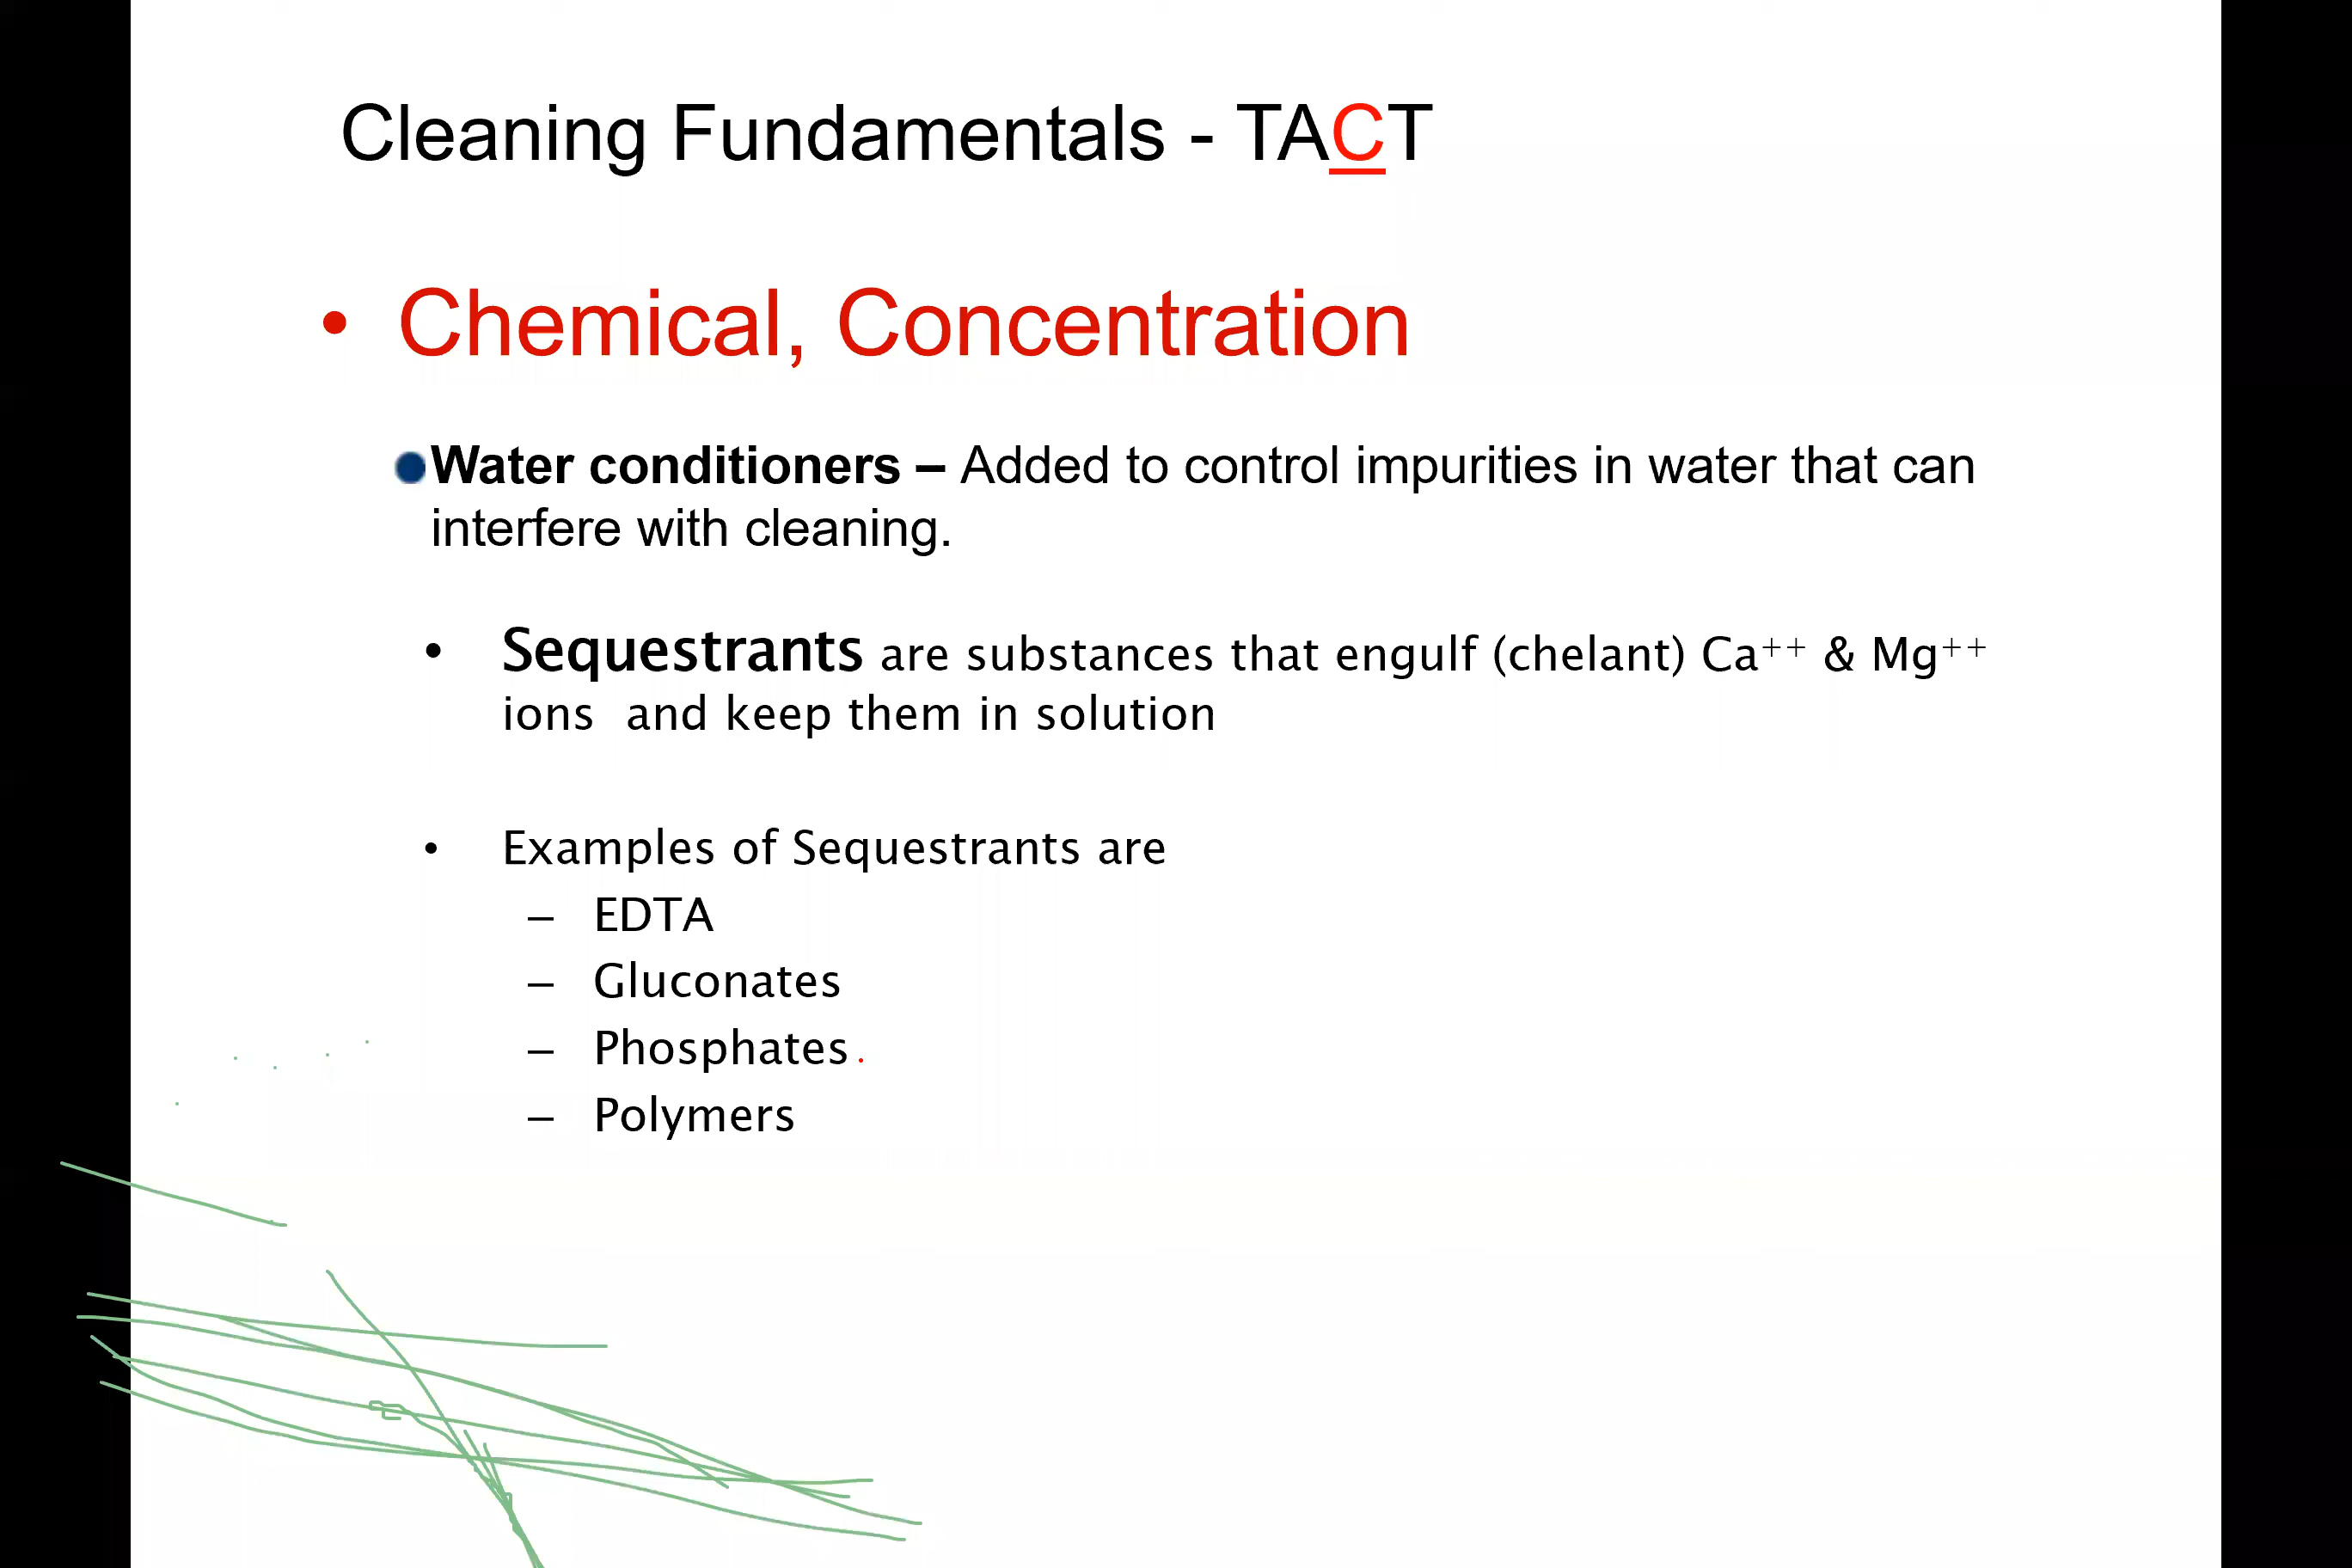 Cleaning Fundamentals - TACT
• Chemical, Concentration
Water conditioners – Added to control impurities in water that can
interfere with cleaning.
• Sequestrants are substances that engulf (chelant) Ca⁺⁺ & Mg⁺⁺
ions  and keep them in solution
• Examples of Sequestrants are
– EDTA
– Gluconates
– Phosphates
– Polymers